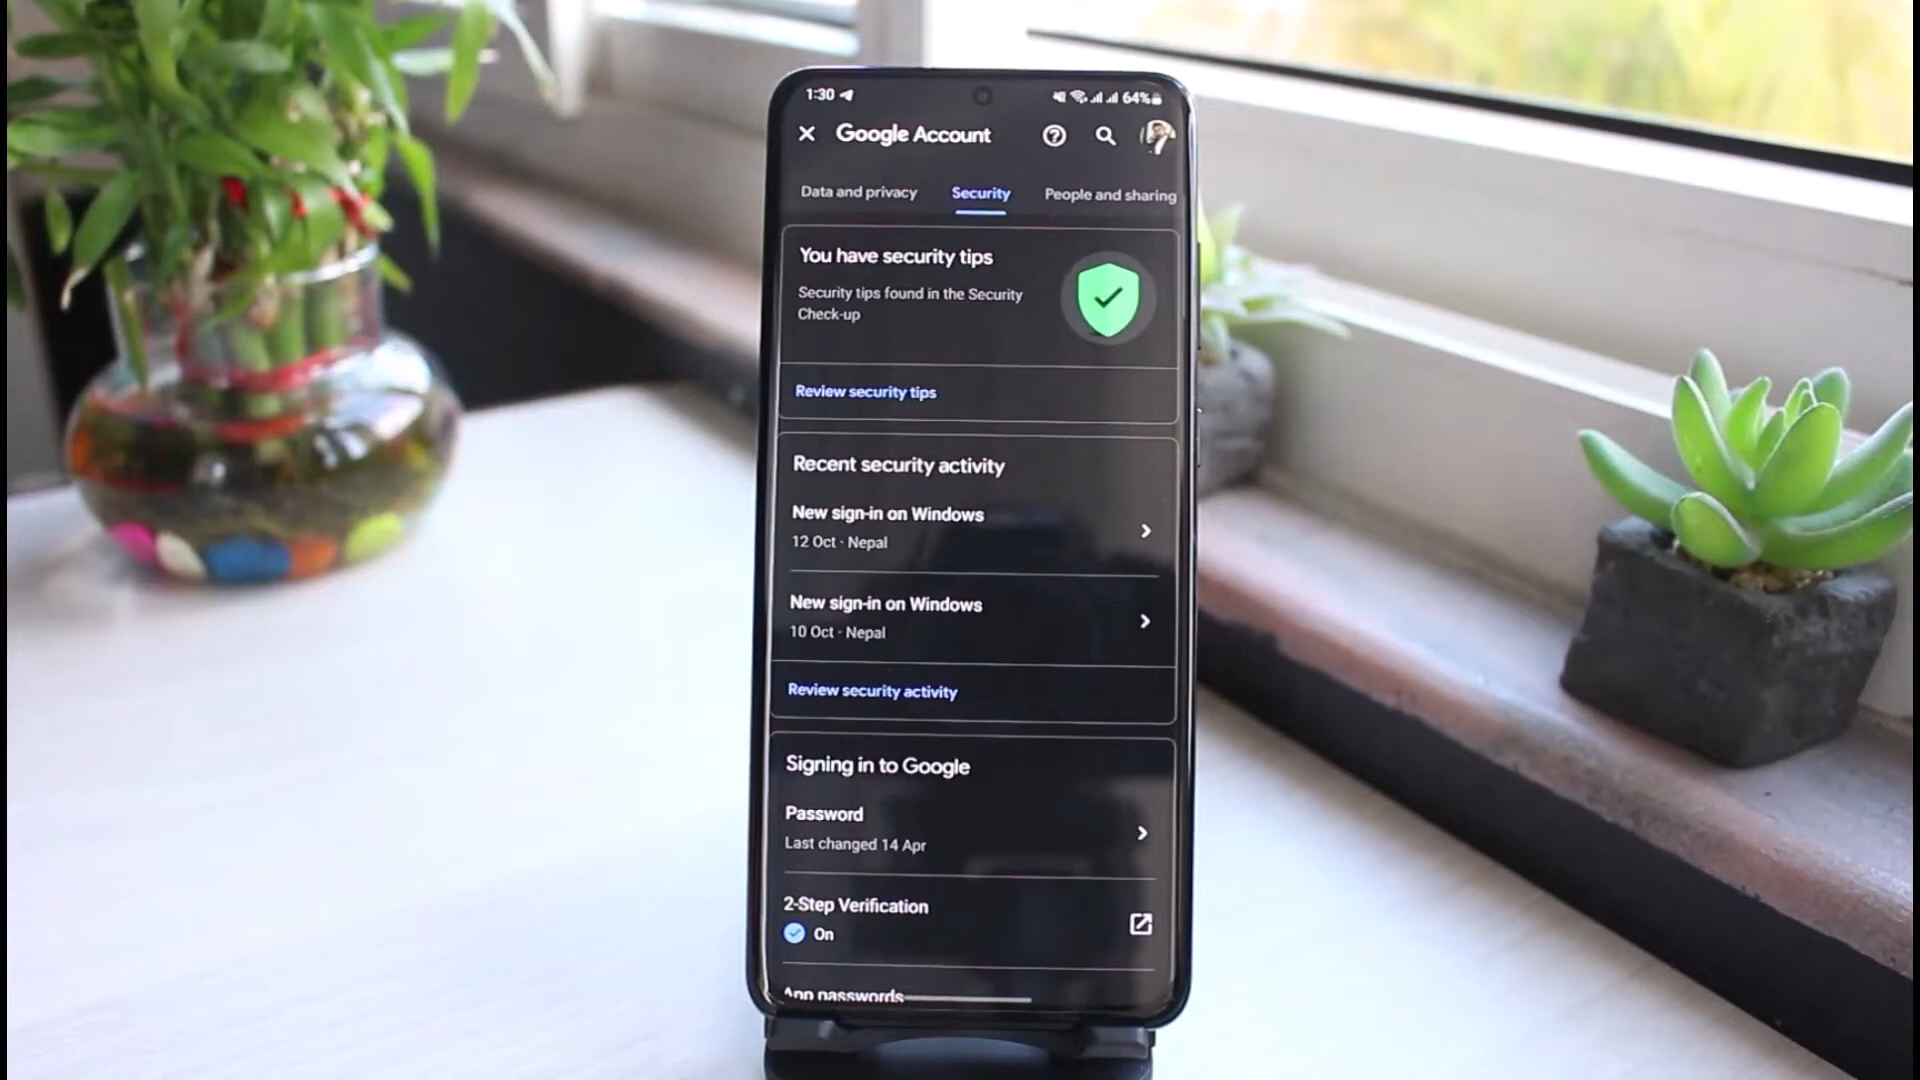 1:30 64%
Google Account
Data and privacy Security People and sharing
You have security tips
Security tips found in the Security
Check-up
Review security tips
Recent security activity
New sign-in on Windows
12 Oct · Nepal
New sign-in on Windows
10 Oct · Nepal
Review security activity
Signing in to Google
Password
Last changed 14 Apr
2-Step Verification
On
App passwords